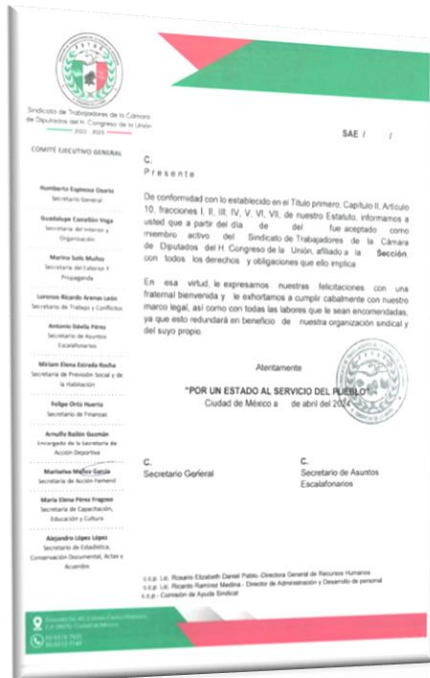 Sindicato de Trabajadores de la Cámara
de Diputados del H. Congreso de la Unión
2022 - 2025
COMITÉ EJECUTIVO GENERAL
Humberto Espinosa Osorio
Secretario General
Guadalupe Castellón Vega
Secretaria del Interior y
Organización
Marina Solís Muñoz
Secretaria del Exterior y
Propaganda
Lorenzo Ricardo Arenas León
Secretario de Trabajo y Conflictos
Antonio Dávila Pérez
Secretario de Asuntos
Escalafonarios
Miriam Elena Estrada Rocha
Secretaria de Previsión Social y de
la Habitación
Felipe Ortiz Huerta
Secretario de Finanzas
Arnulfo Bailón Guzmán
Encargado de la Secretaría de
Acción Deportiva
Mariselva Muñoz García
Secretaria de Acción Femenil
María Elena Pérez Fragoso
Secretaria de Capacitación,
Educación y Cultura
Alejandro López López
Secretario de Estadística,
Conservación Documental, Actas y
Acuerdos
SAE / /
C.
Presente
De conformidad con lo establecido en el Título primero, Capítulo II, Artículo
10, fracciones I, II, III, IV, V, VI, VII, de nuestro Estatuto, informamos a
usted que a partir del día de del fue aceptado como
miembro activo del Sindicato de Trabajadores de la Cámara
de Diputados del H. Congreso de la Unión, afiliado a la Sección,
con todos los derechos y obligaciones que ello implica.
En esa virtud, le expresamos nuestras felicitaciones con una
fraternal bienvenida y le exhortamos a cumplir cabalmente con nuestro
marco legal, así como con todas las labores que le sean encomendadas,
ya que esto redundará en beneficio de nuestra organización sindical y
del suyo propio.
Atentamente
"POR UN ESTADO AL SERVICIO DEL PUEBLO"
Ciudad de México a de abril del 2024
C.
Secretario General
C.
Secretario de Asuntos
Escalafonarios
c.c.p. Lic. Rosario Elizabeth Daniel Pablo.-Directora General de Recursos Humanos
c.c.p. Lic. Ricardo Ramírez Medina.- Director de Administración y Desarrollo de personal
c.c.p.- Comisión de Ayuda Sindical